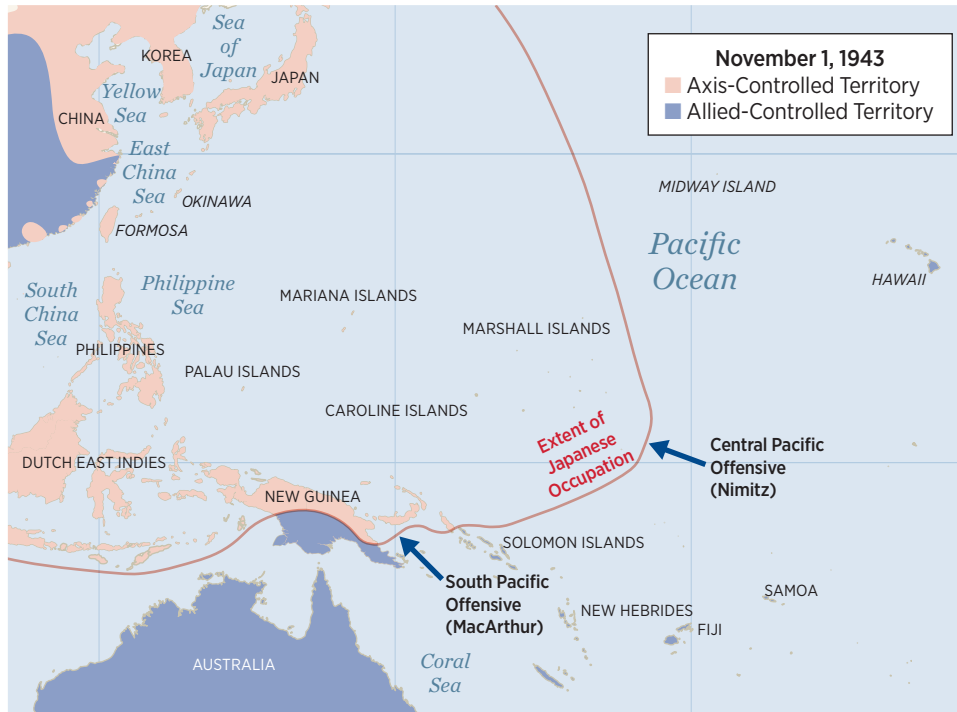 November 1, 1943
Axis-Controlled Territory
Allied-Controlled Territory
Sea
of
Japan
KOREA
JAPAN
Yellow
Sea
CHINA
East
China
Sea
OKINAWA
FORMOSA
MIDWAY ISLAND
Pacific
Ocean
HAWAII
South
China
Sea
Philippine
Sea
MARIANA ISLANDS
MARSHALL ISLANDS
PHILIPPINES
PALAU ISLANDS
CAROLINE ISLANDS
Extent of
Japanese
Occupation
Central Pacific
Offensive
(Nimitz)
DUTCH EAST INDIES
NEW GUINEA
SOLOMON ISLANDS
South Pacific
Offensive
(MacArthur)
SAMOA
NEW HEBRIDES
FIJI
AUSTRALIA
Coral
Sea